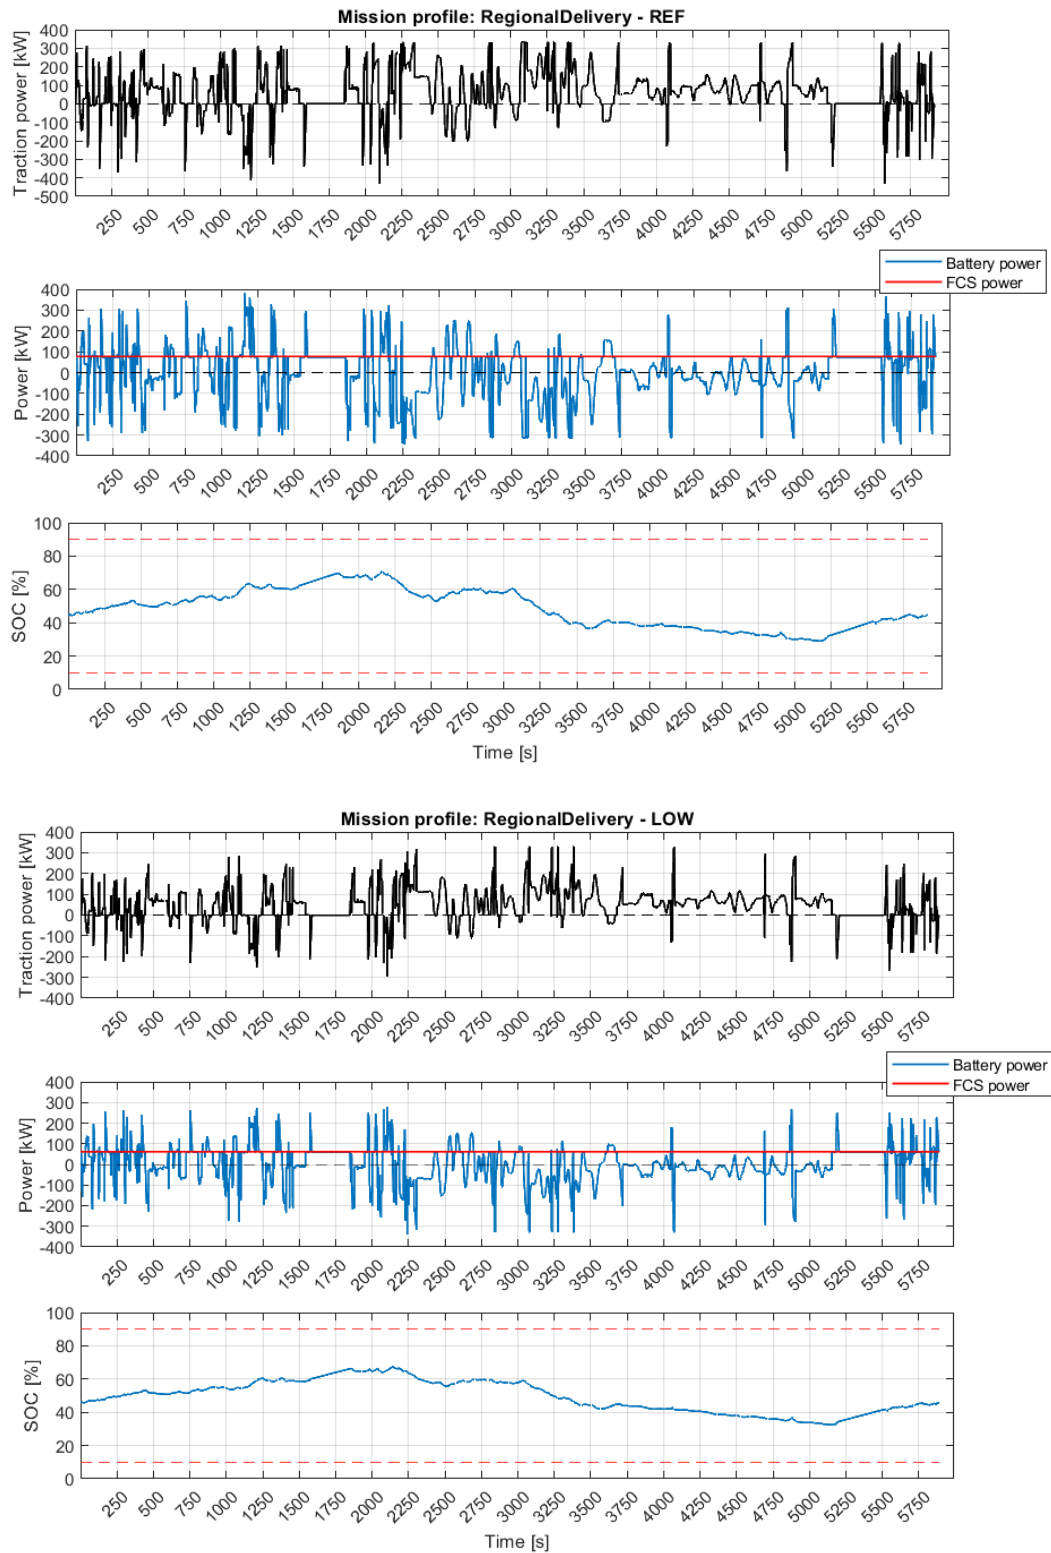 Mission profile: RegionalDelivery - REF
Traction power [kW]
400
300
200
100
0
-100
-200
-300
-400
-500
250 500 750 1000 1250 1500 1750 2000 2250 2500 2750 3000 3250 3500 3750 4000 4250 4500 4750 5000 5250 5500 5750
Battery power
FCS power
Power [kW]
400
300
200
100
0
-100
-200
-300
-400
250 500 750 1000 1250 1500 1750 2000 2250 2500 2750 3000 3250 3500 3750 4000 4250 4500 4750 5000 5250 5500 5750
SOC [%]
100
80
60
40
20
0
250 500 750 1000 1250 1500 1750 2000 2250 2500 2750 3000 3250 3500 3750 4000 4250 4500 4750 5000 5250 5500 5750
Time [s]
Mission profile: RegionalDelivery - LOW
Traction power [kW]
400
300
200
100
0
-100
-200
-300
-400
250 500 750 1000 1250 1500 1750 2000 2250 2500 2750 3000 3250 3500 3750 4000 4250 4500 4750 5000 5250 5500 5750
Battery power
FCS power
Power [kW]
400
300
200
100
0
-100
-200
-300
-400
250 500 750 1000 1250 1500 1750 2000 2250 2500 2750 3000 3250 3500 3750 4000 4250 4500 4750 5000 5250 5500 5750
SOC [%]
100
80
60
40
20
0
250 500 750 1000 1250 1500 1750 2000 2250 2500 2750 3000 3250 3500 3750 4000 4250 4500 4750 5000 5250 5500 5750
Time [s]